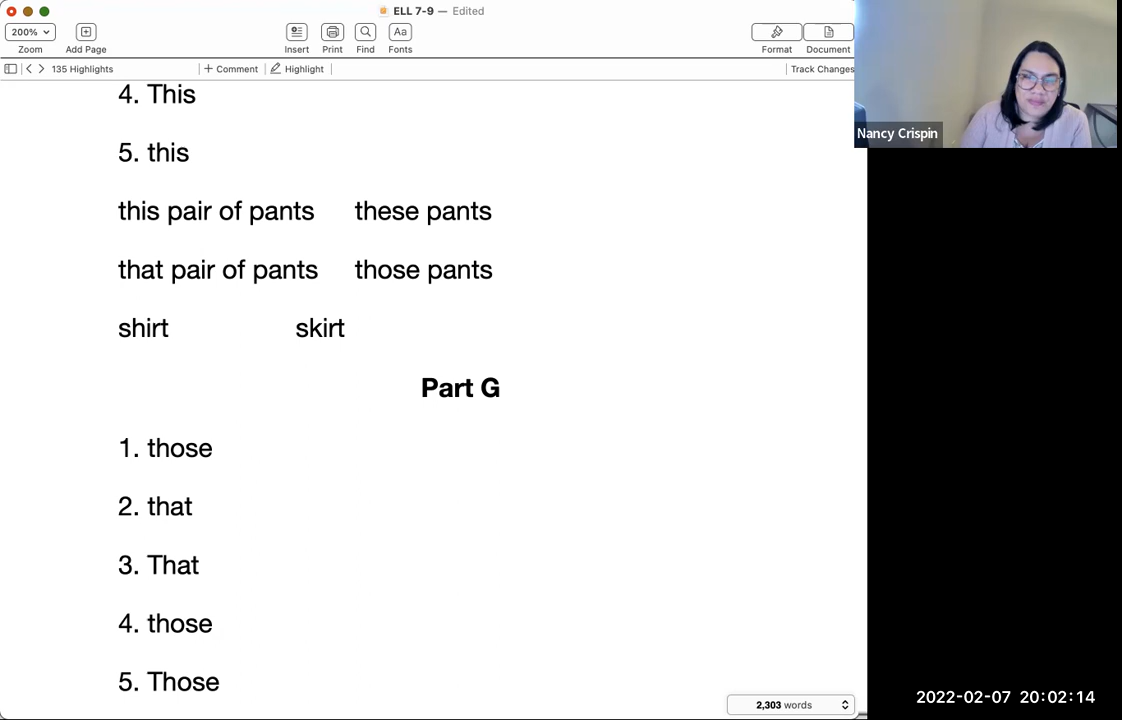 ELL 7-9 — Edited
200%
Zoom
Add Page
Insert
Print
Find
Fonts
Format
Document
135 Highlights
+ Comment
Highlight
Track Changes
4. This
5. this
this pair of pants these pants
that pair of pants those pants
shirt skirt
Part G
1. those
2. that
3. That
4. those
5. Those
2,303 words
Nancy Crispin
2022-02-07 20:02:14